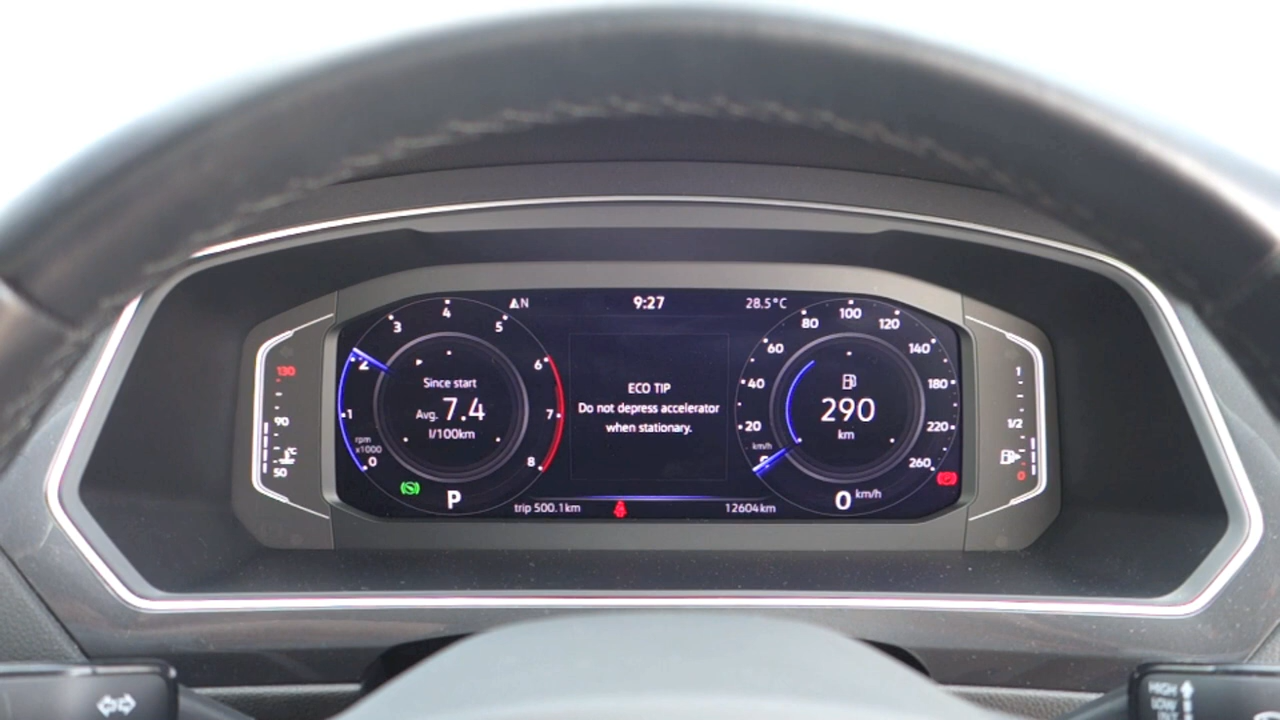 N
9:27
28.5°C
4
3
5
2
6
1
7
0
8
rpm
x1000
Since start
Avg. 7.4
l/100km
P
ECO TIP
Do not depress accelerator
when stationary.
trip 500.1km
12604km
100
80
120
60
140
40
180
20
220
km/h
260
290
km
0 km/h
130
90
°C
50
1
1/2
0
HIGH
LOW